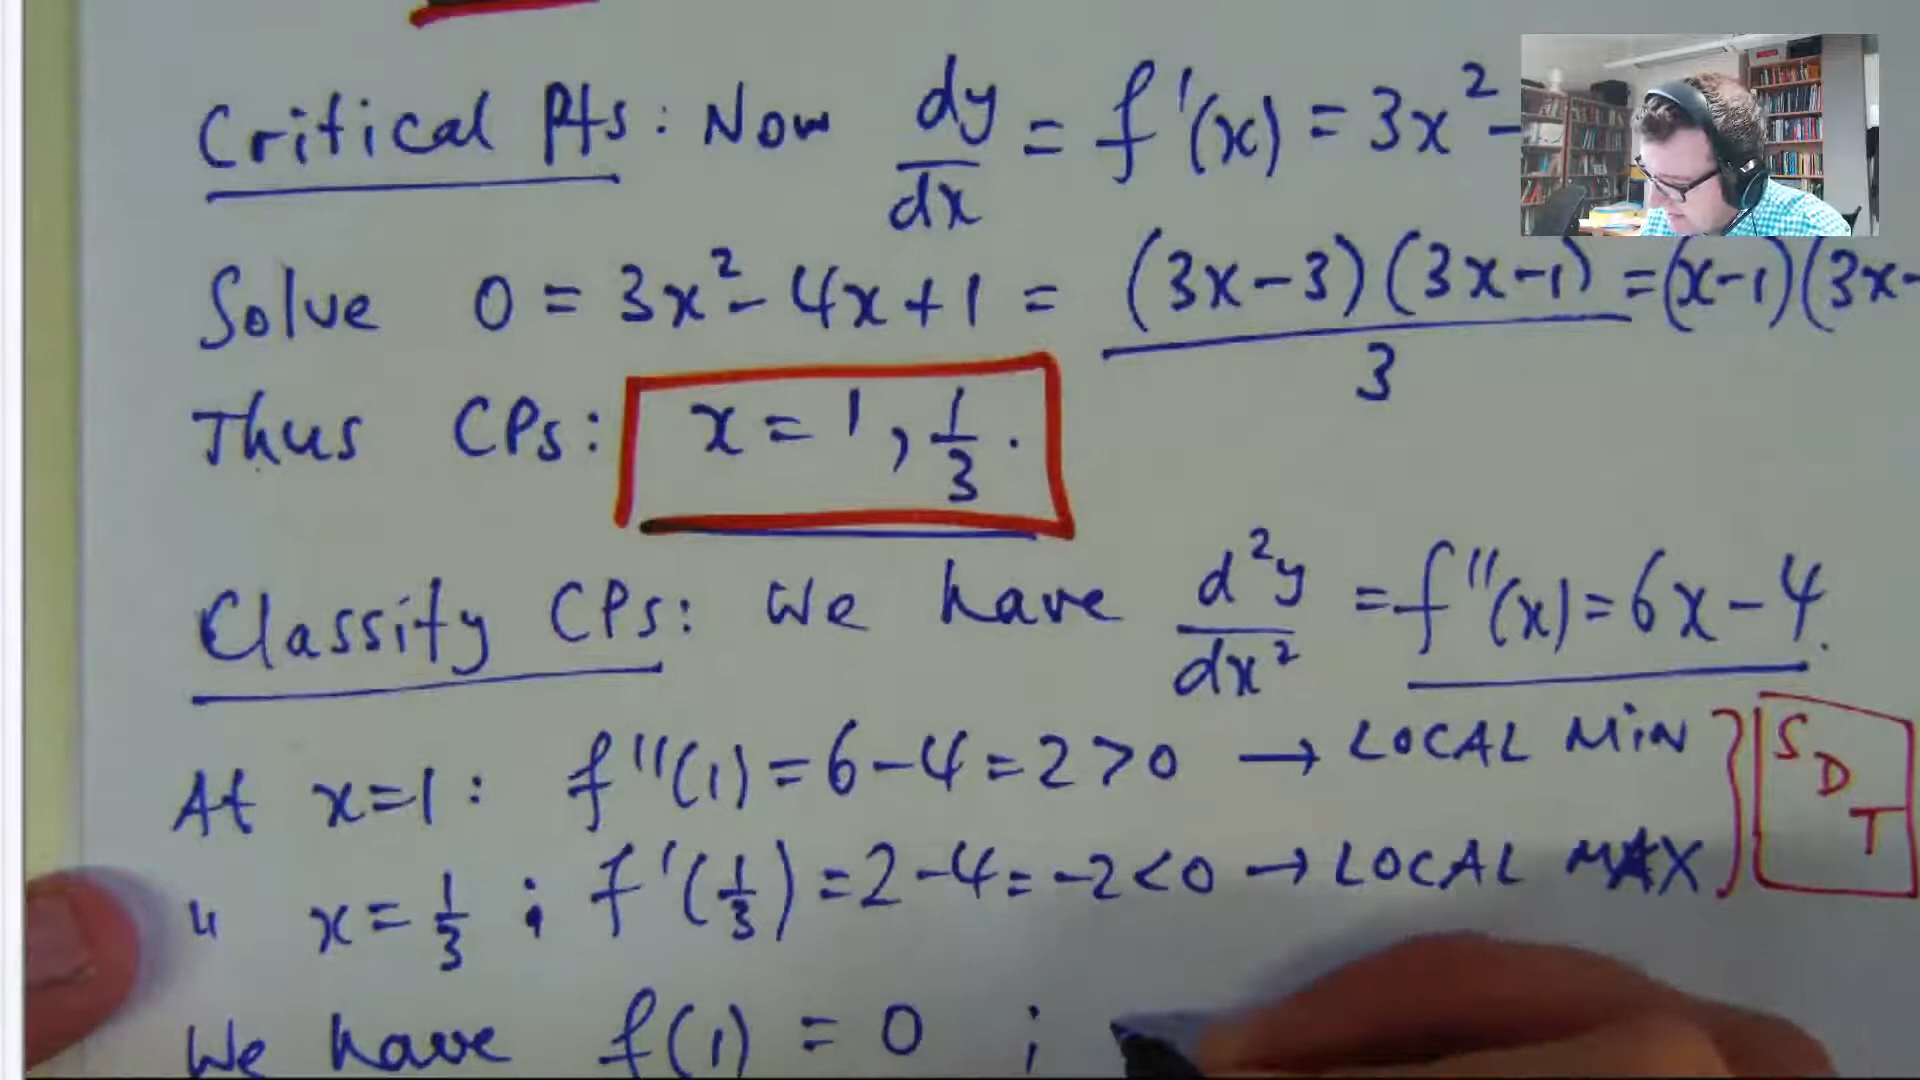 Critical Pts: Now dy/dx = f'(x) = 3x² -
Solve 0 = 3x² - 4x + 1 = (3x-3)(3x-1)/3 = (x-1)(3x-
Thus CPs: x = 1, 1/3.
Classify CPs: We have d²y/dx² = f''(x) = 6x - 4.
At x=1: f''(1) = 6-4 = 2 > 0 → LOCAL MIN
" x = 1/3 ; f'(1/3) = 2-4 = -2 < 0 → LOCAL MAX
SDT
We have f(1) = 0 ;